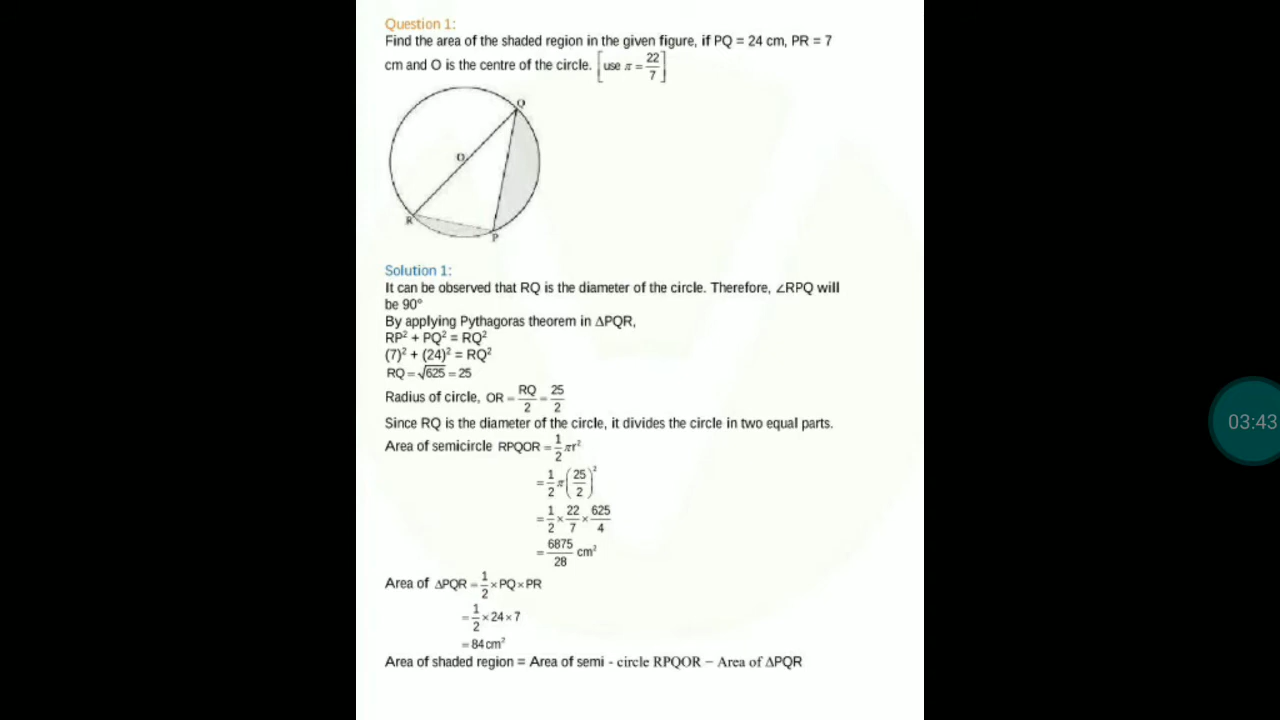 Question 1:
Find the area of the shaded region in the given figure, if PQ = 24 cm, PR = 7
cm and O is the centre of the circle. [use π = 22/7]
Q
O
R
P
Solution 1:
It can be observed that RQ is the diameter of the circle. Therefore, ∠RPQ will
be 90°
By applying Pythagoras theorem in ΔPQR,
RP² + PQ² = RQ²
(7)² + (24)² = RQ²
RQ = √625 = 25
Radius of circle, OR = RQ/2 = 25/2
Since RQ is the diameter of the circle, it divides the circle in two equal parts.
Area of semicircle RPQOR = 1/2 πr²
= 1/2 π (25/2)²
= 1/2 × 22/7 × 625/4
= 6875/28 cm²
Area of ΔPQR = 1/2 × PQ × PR
= 1/2 × 24 × 7
= 84 cm²
Area of shaded region = Area of semi - circle RPQOR − Area of ΔPQR
03:43